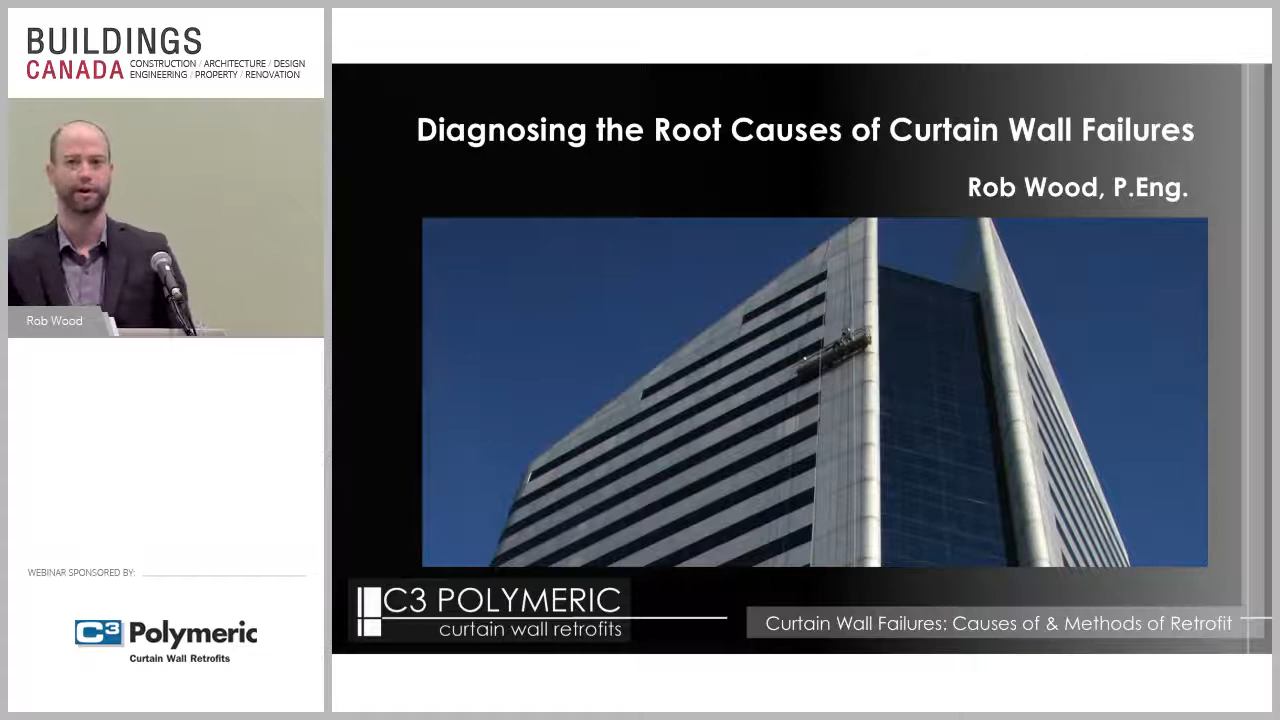 BUILDINGS
CANADA CONSTRUCTION / ARCHITECTURE / DESIGN
ENGINEERING / PROPERTY / RENOVATION
Rob Wood
WEBINAR SPONSORED BY:
C3 Polymeric
Curtain Wall Retrofits
Diagnosing the Root Causes of Curtain Wall Failures
Rob Wood, P.Eng.
C3 POLYMERIC
curtain wall retrofits
Curtain Wall Failures: Causes of & Methods of Retrofit